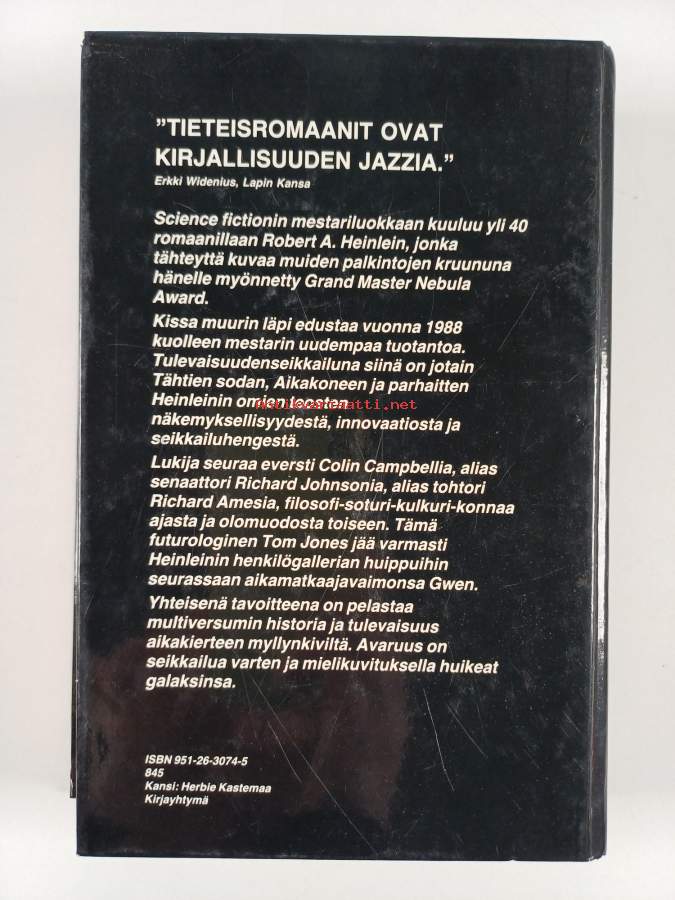 ”TIETEISROMAANIT OVAT
KIRJALLISUUDEN JAZZIA.”
Erkki Widenius, Lapin Kansa
Science fictionin mestariluokkaan kuuluu yli 40
romaanillaan Robert A. Heinlein, jonka
tähteyttä kuvaa muiden palkintojen kruununa
hänelle myönnetty Grand Master Nebula
Award.
Kissa muurin läpi edustaa vuonna 1988
kuolleen mestarin uudempaa tuotantoa.
Tulevaisuudenseikkailuna siinä on jotain
Tähtien sodan, Aikakoneen ja parhaitten
Heinleinin omien teosten
antikvariaatti.net
näkemyksellisyydestä, innovaatiosta ja
seikkailuhengestä.
Lukija seuraa eversti Colin Campbellia, alias
senaattori Richard Johnsonia, alias tohtori
Richard Amesia, filosofi-soturi-kulkuri-konnaa
ajasta ja olomuodosta toiseen. Tämä
futurologinen Tom Jones jää varmasti
Heinleinin henkilögallerian huippuihin
seurassaan aikamatkaajavaimonsa Gwen.
Yhteisenä tavoitteena on pelastaa
multiversumin historia ja tulevaisuus
aikakierteen myllynkiviltä. Avaruus on
seikkailua varten ja mielikuvituksella huikeat
galaksinsa.
ISBN 951-26-3074-5
845
Kansi: Herbie Kastemaa
Kirjayhtymä